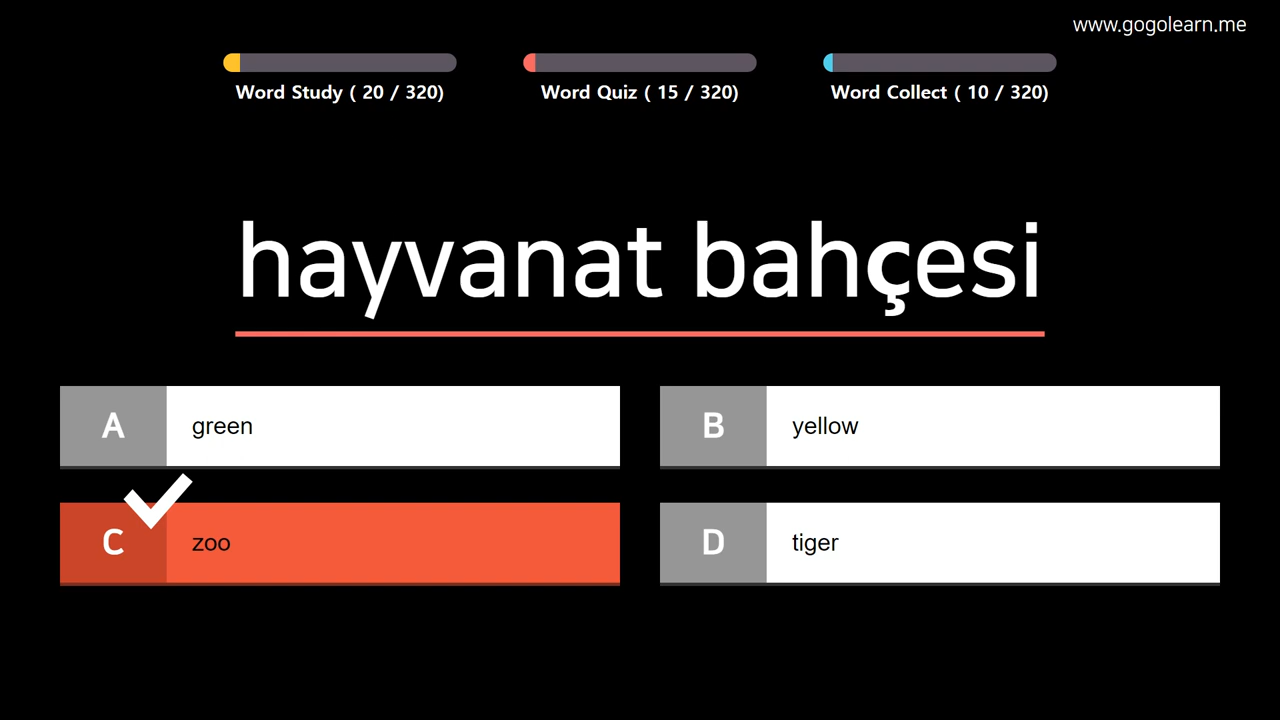 www.gogolearn.me
Word Study ( 20 / 320)
Word Quiz ( 15 / 320)
Word Collect ( 10 / 320)
hayvanat bahçesi
A green
B yellow
C zoo
D tiger